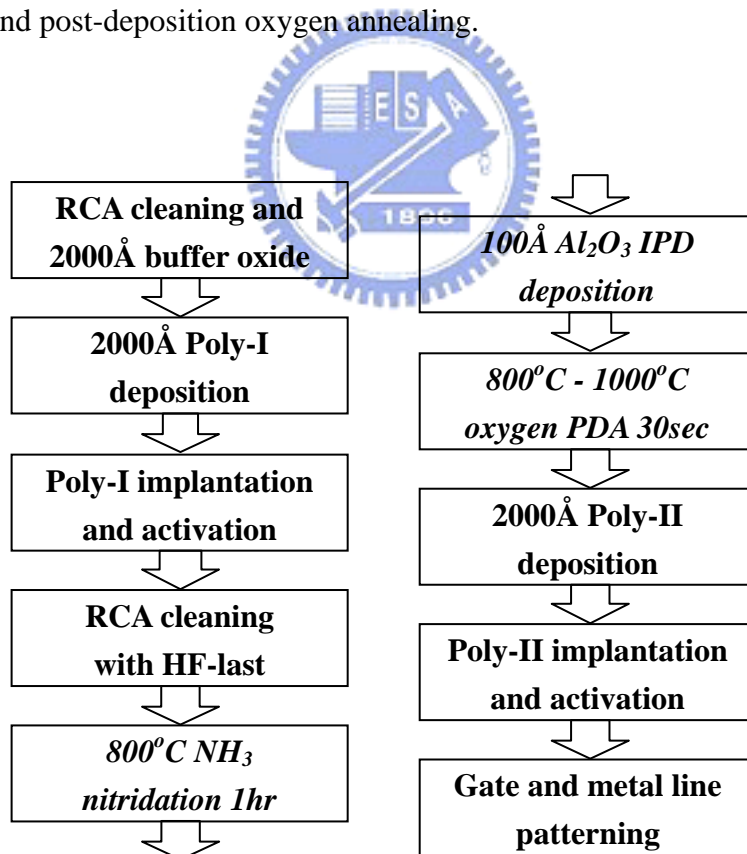 nd post-deposition oxygen annealing.
E S A
1896
RCA cleaning and
2000Å buffer oxide
2000Å Poly-I
deposition
Poly-I implantation
and activation
RCA cleaning
with HF-last
800°C NH₃
nitridation 1hr
100Å Al₂O₃ IPD
deposition
800°C - 1000°C
oxygen PDA 30sec
2000Å Poly-II
deposition
Poly-II implantation
and activation
Gate and metal line
patterning